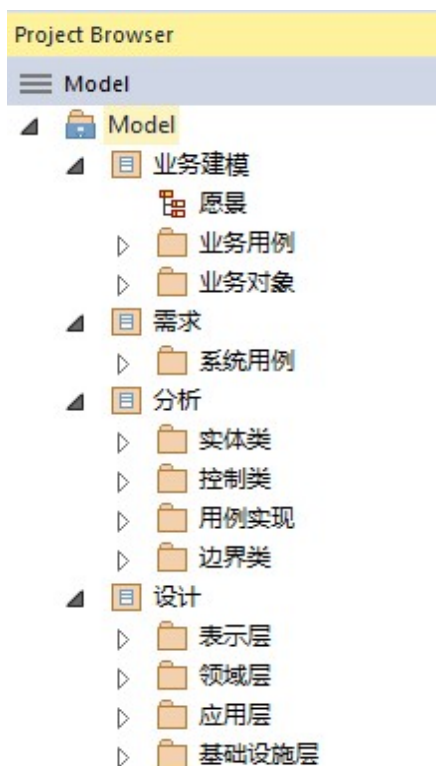 Project Browser
Model
Model
业务建模
愿景
业务用例
业务对象
需求
系统用例
分析
实体类
控制类
用例实现
边界类
设计
表示层
领域层
应用层
基础设施层